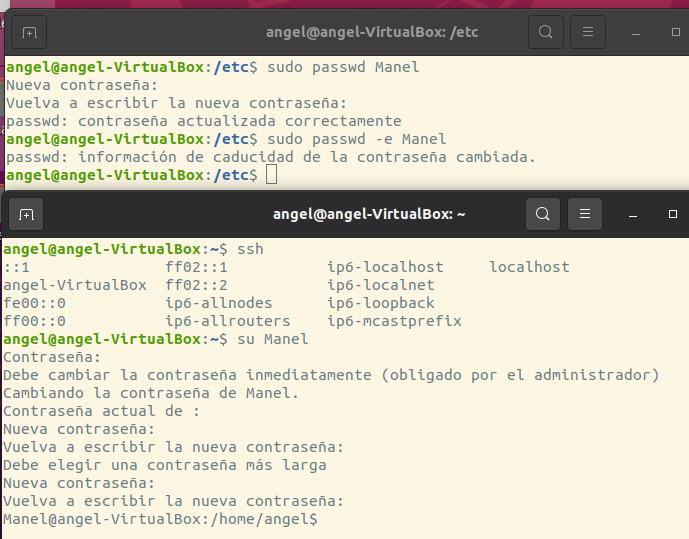 angel@angel-VirtualBox: /etc
angel@angel-VirtualBox:/etc$ sudo passwd Manel
Nueva contraseña:
Vuelva a escribir la nueva contraseña:
passwd: contraseña actualizada correctamente
angel@angel-VirtualBox:/etc$ sudo passwd -e Manel
passwd: información de caducidad de la contraseña cambiada.
angel@angel-VirtualBox:/etc$
angel@angel-VirtualBox: ~
angel@angel-VirtualBox:~$ ssh
::1 ff02::1 ip6-localhost localhost
angel-VirtualBox ff02::2 ip6-localnet
fe00::0 ip6-allnodes ip6-loopback
ff00::0 ip6-allrouters ip6-mcastprefix
angel@angel-VirtualBox:~$ su Manel
Contraseña:
Debe cambiar la contraseña inmediatamente (obligado por el administrador)
Cambiando la contraseña de Manel.
Contraseña actual de :
Nueva contraseña:
Vuelva a escribir la nueva contraseña:
Debe elegir una contraseña más larga
Nueva contraseña:
Vuelva a escribir la nueva contraseña:
Manel@angel-VirtualBox:/home/angel$